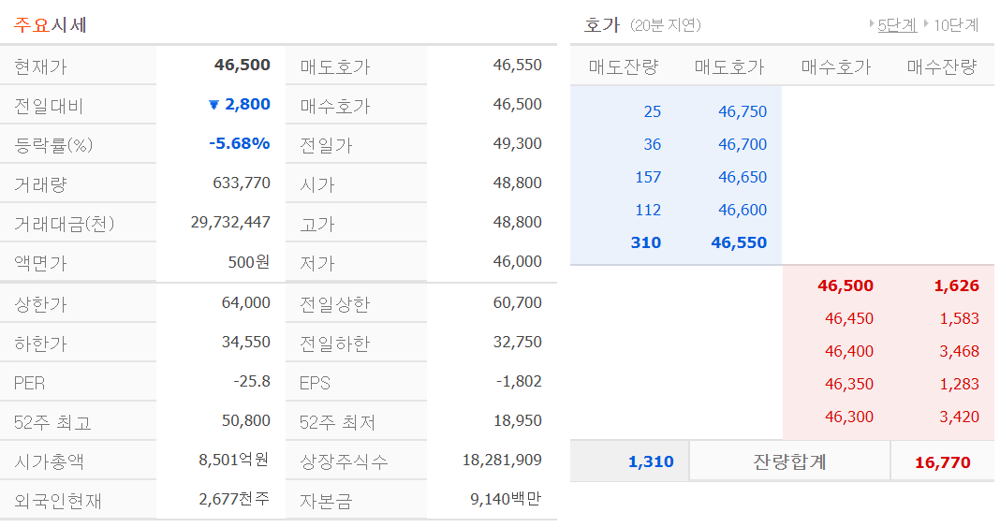 주요시세
현재가 46,500 매도호가 46,550
전일대비 ▼ 2,800 매수호가 46,500
등락률(%) -5.68% 전일가 49,300
거래량 633,770 시가 48,800
거래대금(천) 29,732,447 고가 48,800
액면가 500원 저가 46,000
상한가 64,000 전일상한 60,700
하한가 34,550 전일하한 32,750
PER -25.8 EPS -1,802
52주 최고 50,800 52주 최저 18,950
시가총액 8,501억원 상장주식수 18,281,909
외국인현재 2,677천주 자본금 9,140백만
호가 (20분 지연) 5단계 10단계
매도잔량 매도호가 매수호가 매수잔량
25 46,750
36 46,700
157 46,650
112 46,600
310 46,550
46,500 1,626
46,450 1,583
46,400 3,468
46,350 1,283
46,300 3,420
1,310 잔량합계 16,770